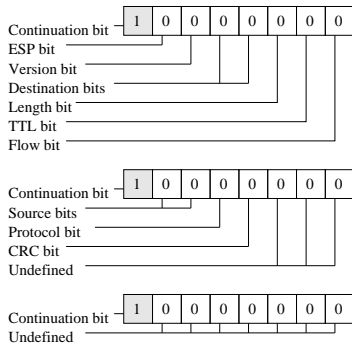 Continuation bit 1 0 0 0 0 0 0 0
ESP bit
Version bit
Destination bits
Length bit
TTL bit
Flow bit
Continuation bit 1 0 0 0 0 0 0 0
Source bits
Protocol bit
CRC bit
Undefined
Continuation bit 1 0 0 0 0 0 0 0
Undefined